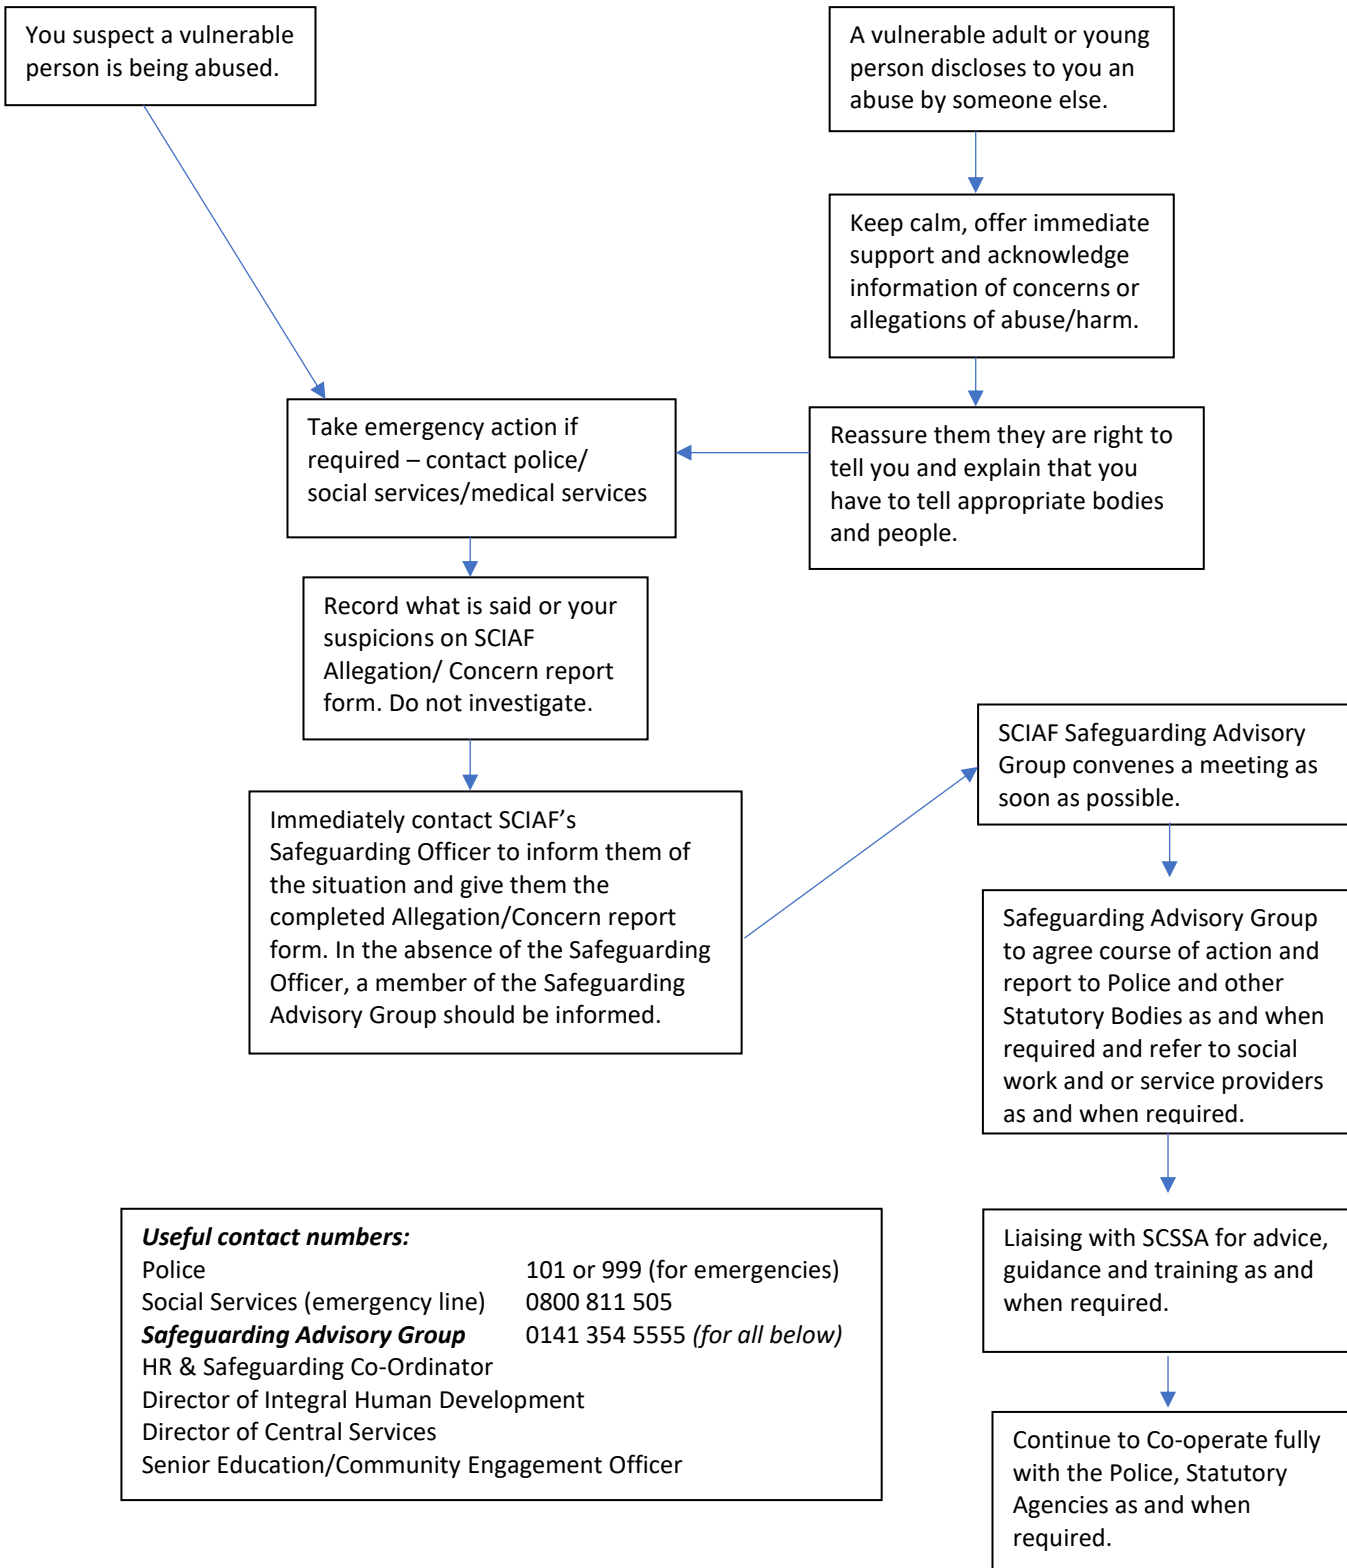 You suspect a vulnerable
person is being abused.
A vulnerable adult or young
person discloses to you an
abuse by someone else.
Keep calm, offer immediate
support and acknowledge
information of concerns or
allegations of abuse/harm.
Reassure them they are right to
tell you and explain that you
have to tell appropriate bodies
and people.
Take emergency action if
required – contact police/
social services/medical services
Record what is said or your
suspicions on SCIAF
Allegation/ Concern report
form. Do not investigate.
Immediately contact SCIAF’s
Safeguarding Officer to inform them of
the situation and give them the
completed Allegation/Concern report
form. In the absence of the Safeguarding
Officer, a member of the Safeguarding
Advisory Group should be informed.
SCIAF Safeguarding Advisory
Group convenes a meeting as
soon as possible.
Safeguarding Advisory Group
to agree course of action and
report to Police and other
Statutory Bodies as and when
required and refer to social
work and or service providers
as and when required.
Liaising with SCSSA for advice,
guidance and training as and
when required.
Continue to Co-operate fully
with the Police, Statutory
Agencies as and when
required.
Useful contact numbers:
Police 101 or 999 (for emergencies)
Social Services (emergency line) 0800 811 505
Safeguarding Advisory Group 0141 354 5555 (for all below)
HR & Safeguarding Co-Ordinator
Director of Integral Human Development
Director of Central Services
Senior Education/Community Engagement Officer